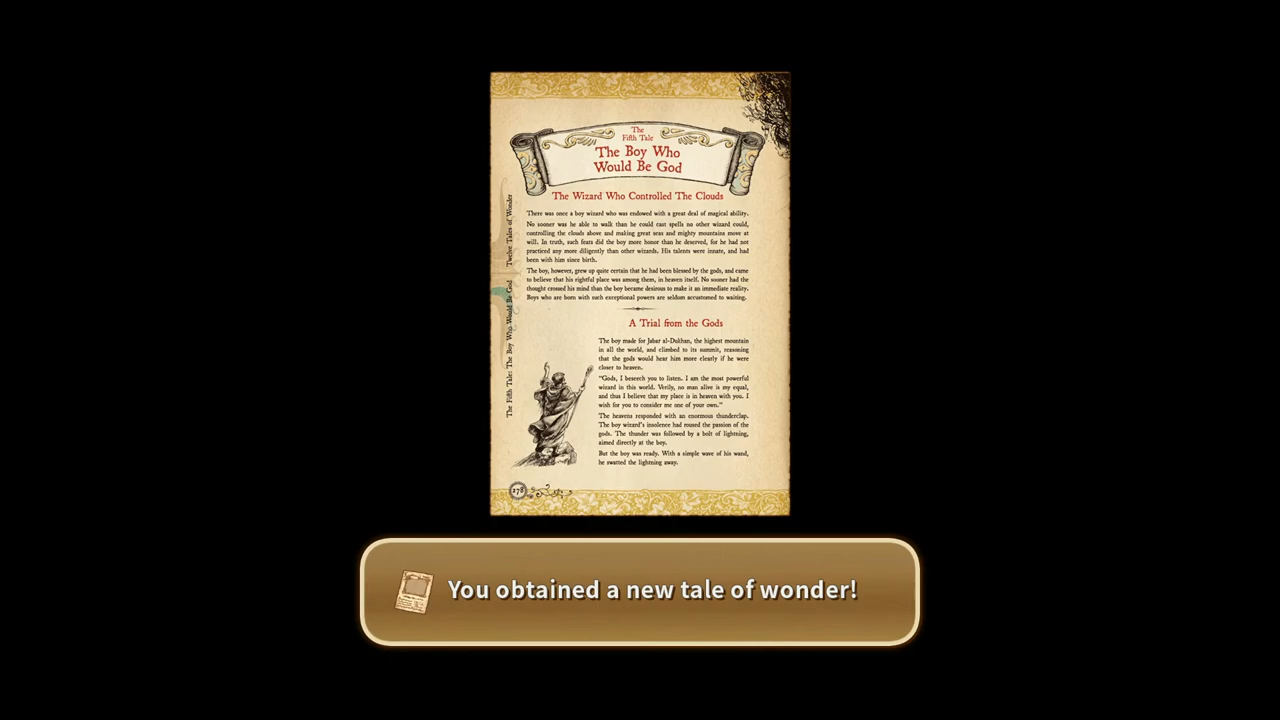 The
Fifth Tale
The Boy Who
Would Be God
The Wizard Who Controlled The Clouds
There was once a boy wizard who was endowed with a great deal of magical ability.
No sooner was he able to walk than he could cast spells no other wizard could,
controlling the clouds above and making great seas and mighty mountains move at
will. In truth, such feats did the boy more honor than he deserved, for he had not
practiced any more diligently than other wizards. His talents were innate, and had
been with him since birth.
The boy, however, grew up quite certain that he had been blessed by the gods, and came
to believe that his rightful place was among them, in heaven itself. No sooner had the
thought crossed his mind than the boy became desirous to make it an immediate reality.
Boys who are born with such exceptional powers are seldom accustomed to waiting.
A Trial from the Gods
The boy made for Jabar al-Dukhan, the highest mountain
in all the world, and climbed to its summit, reasoning
that the gods would hear him more clearly if he were
closer to heaven.
"Gods, I beseech you to listen. I am the most powerful
wizard in this world. Verily, no man alive is my equal,
and thus I believe that my place is in heaven with you. I
wish for you to consider me one of your own."
The heavens responded with an enormous thunderclap.
The boy wizard's insolence had roused the passion of the
gods. The thunder was followed by a bolt of lightning,
aimed directly at the boy.
But the boy was ready. With a simple wave of his wand,
he swatted the lightning away.
The Fifth Tale: The Boy Who Would Be God Twelve Tales of Wonder
278
You obtained a new tale of wonder!